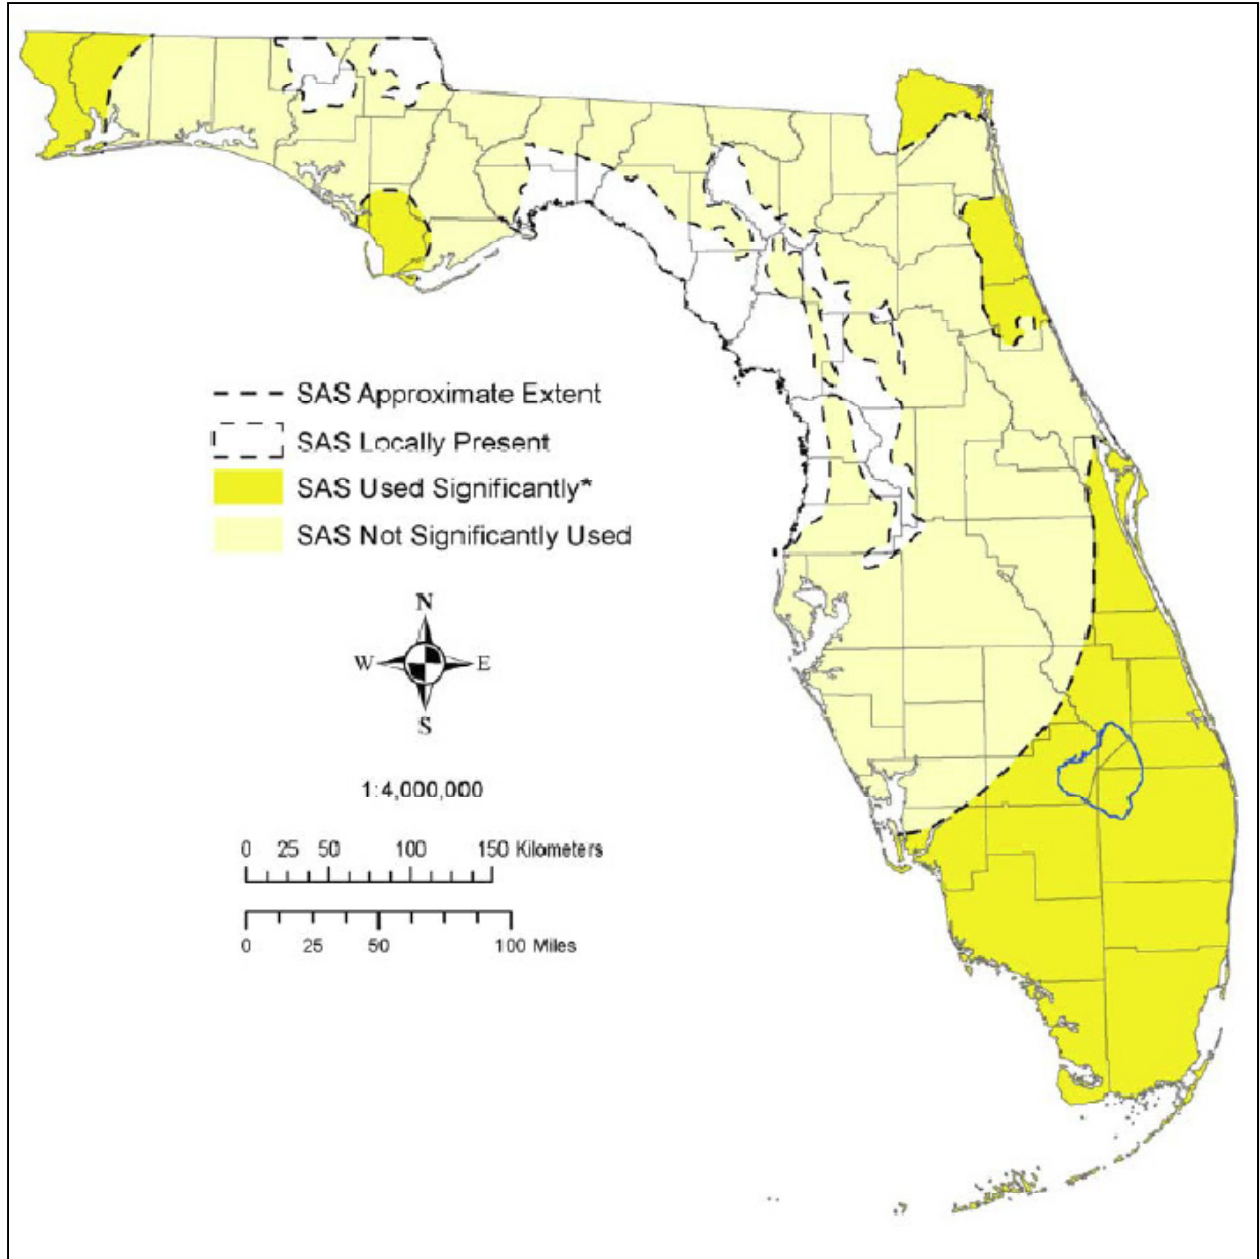 SAS Approximate Extent
SAS Locally Present
SAS Used Significantly*
SAS Not Significantly Used
N
W E
S
1:4,000,000
0 25 50 100 150 Kilometers
0 25 50 100 Miles